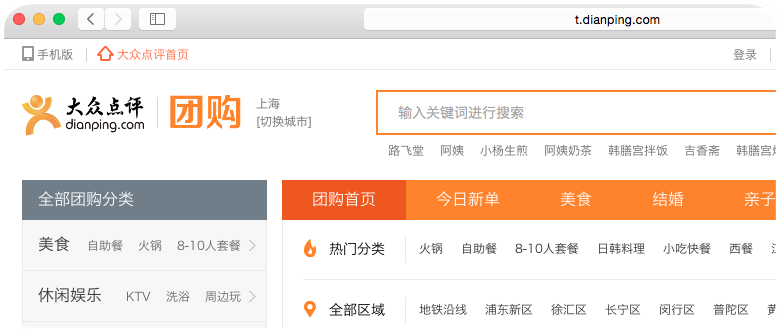 t.dianping.com
手机版 大众点评首页 登录
大众点评 dianping.com 团购 上海 [切换城市]
输入关键词进行搜索
路飞堂 阿姨 小杨生煎 阿姨奶茶 韩膳宫拌饭 吉香斋 韩膳宫
全部团购分类 团购首页 今日新单 美食 结婚 亲子
美食 自助餐 火锅 8-10人套餐
热门分类 火锅 自助餐 8-10人套餐 日韩料理 小吃快餐 西餐
休闲娱乐 KTV 洗浴 周边玩
全部区域 地铁沿线 浦东新区 徐汇区 长宁区 闵行区 普陀区